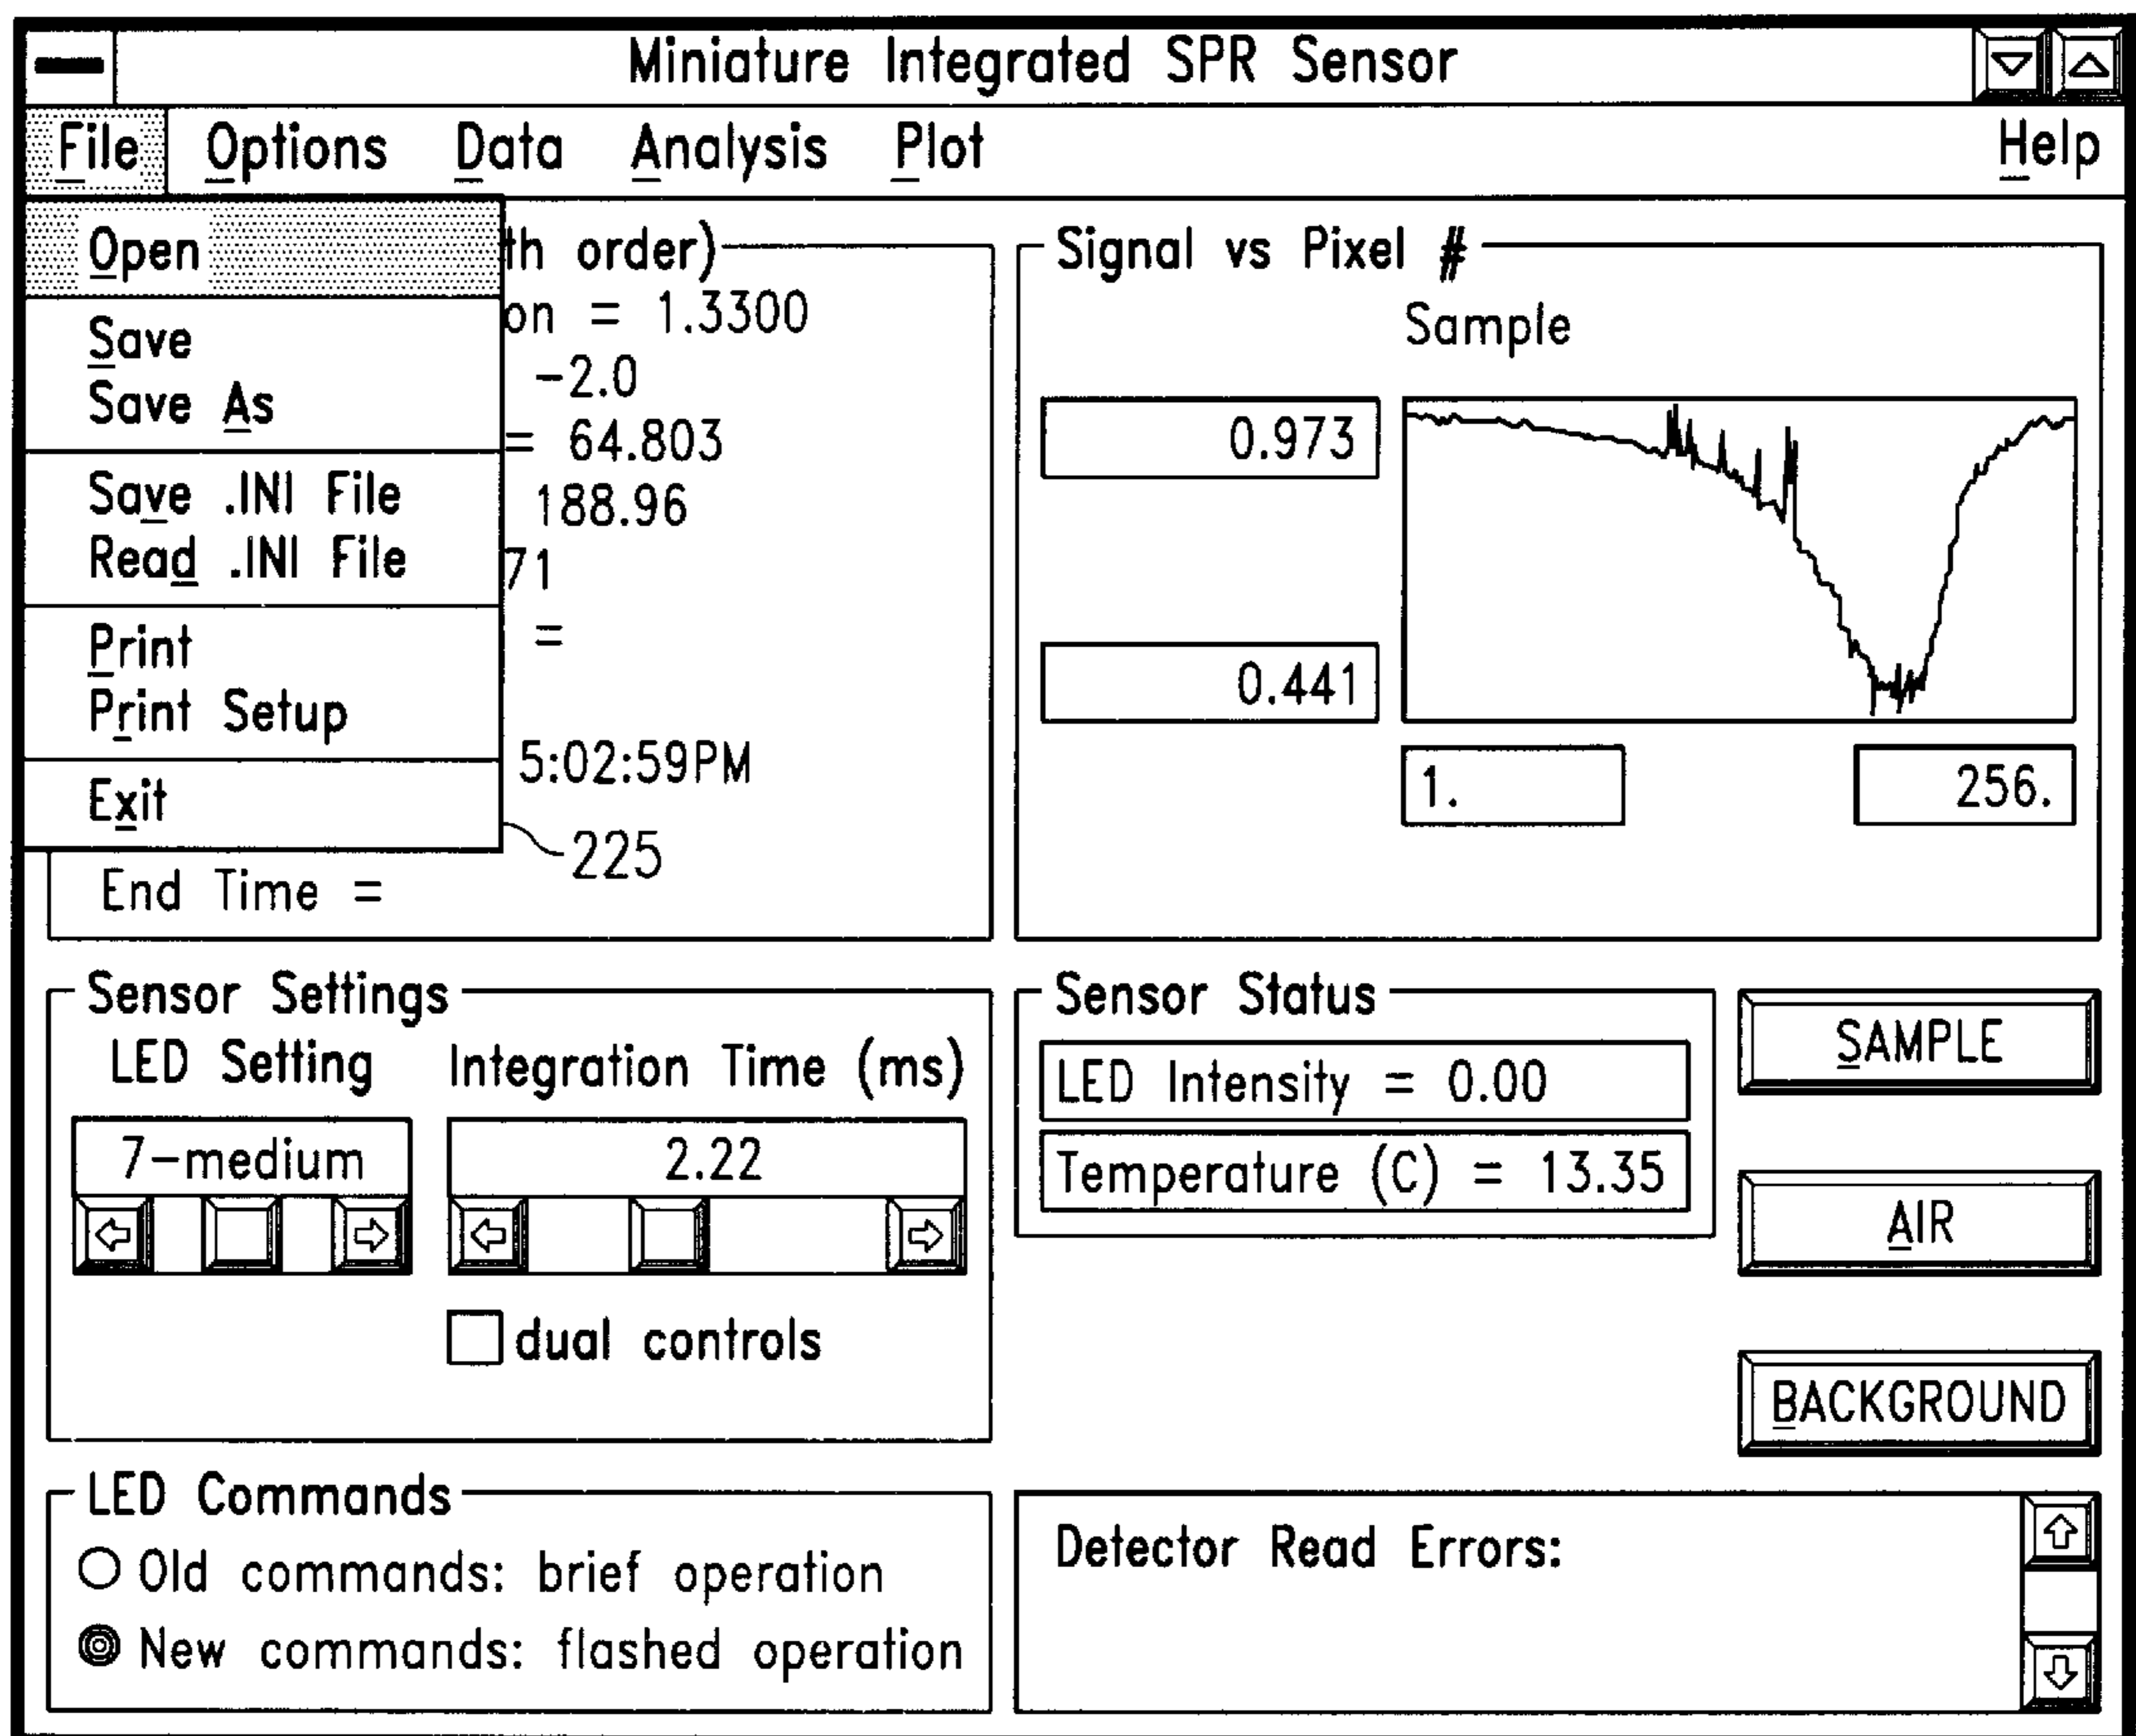 Miniature Integrated SPR Sensor
File Options Data Analysis Plot Help
Open
Save
Save As
Save .INI File
Read .INI File
Print
Print Setup
Exit
th order)
on = 1.3300
-2.0
= 64.803
188.96
71
=
5:02:59PM
225
End Time =
Signal vs Pixel #
Sample
0.973
0.441
1. 256.
Sensor Settings
LED Setting Integration Time (ms)
7-medium 2.22
dual controls
Sensor Status
LED Intensity = 0.00
Temperature (C) = 13.35
SAMPLE
AIR
BACKGROUND
LED Commands
Old commands: brief operation
New commands: flashed operation
Detector Read Errors: